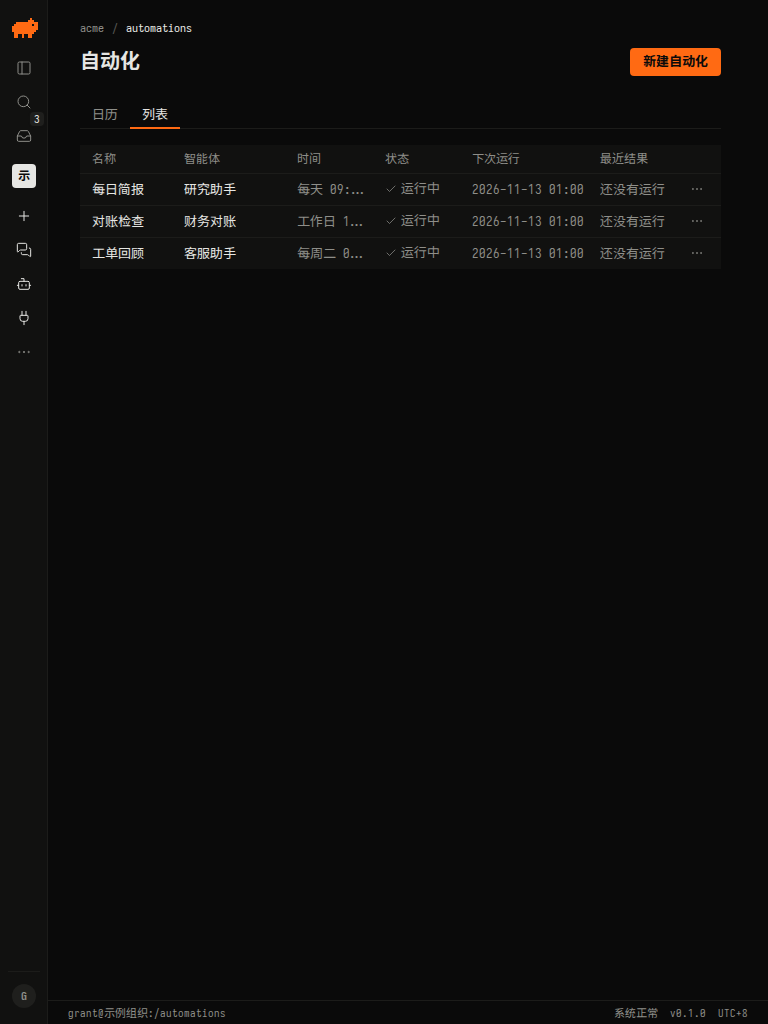 acme / automations
自动化
新建自动化
3
示
日历 列表
名称 智能体 时间 状态 下次运行 最近结果
每日简报 研究助手 每天 09:... 运行中 2026-11-13 01:00 还没有运行 ...
对账检查 财务对账 工作日 1... 运行中 2026-11-13 01:00 还没有运行 ...
工单回顾 客服助手 每周二 0... 运行中 2026-11-13 01:00 还没有运行 ...
G
grant@示例组织:/automations 系统正常 v0.1.0 UTC+8